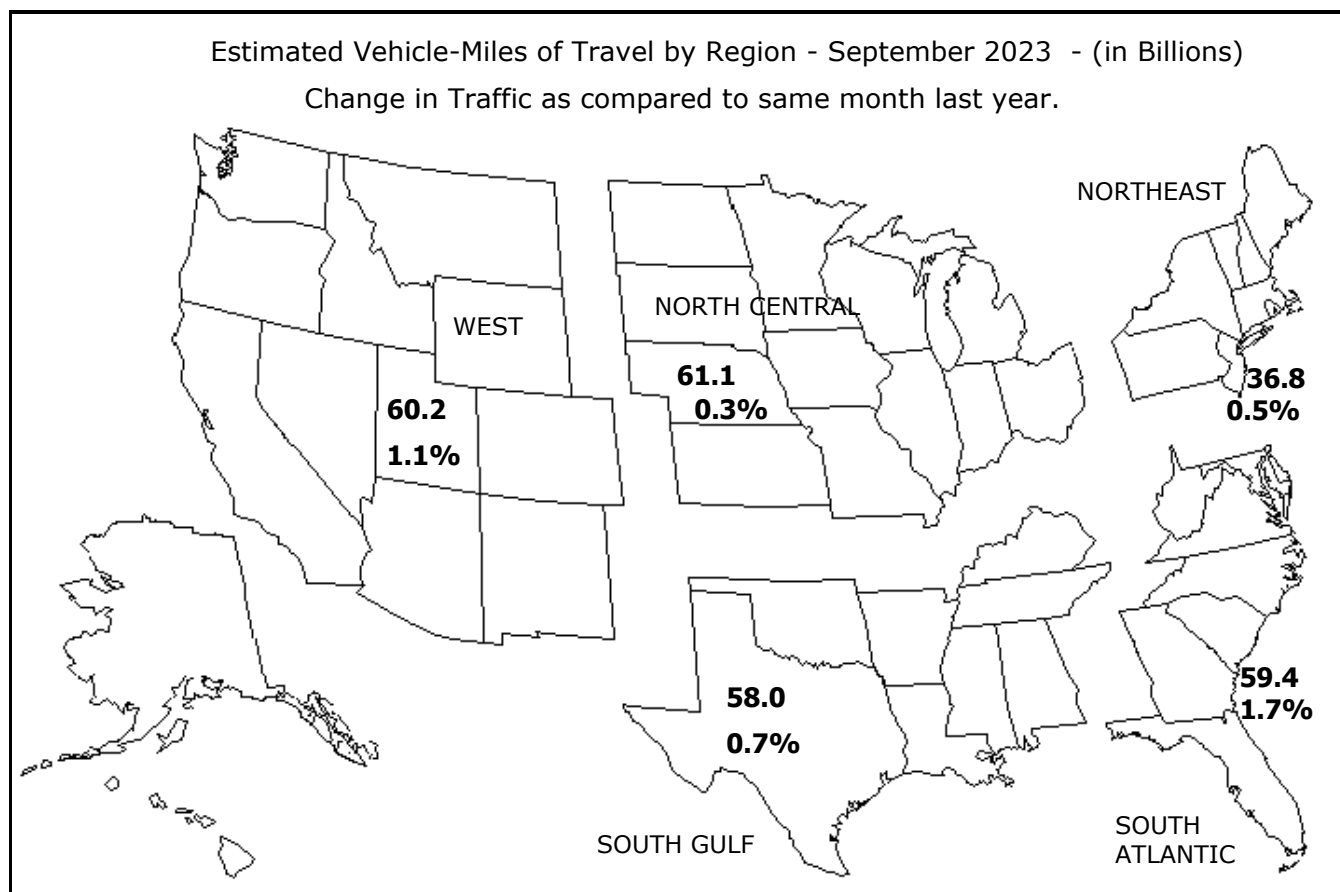 Estimated Vehicle-Miles of Travel by Region - September 2023 - (in Billions)
Change in Traffic as compared to same month last year.
NORTHEAST
WEST
NORTH CENTRAL
61.1
0.3%
36.8
0.5%
60.2
1.1%
58.0
0.7%
59.4
1.7%
SOUTH GULF
SOUTH
ATLANTIC